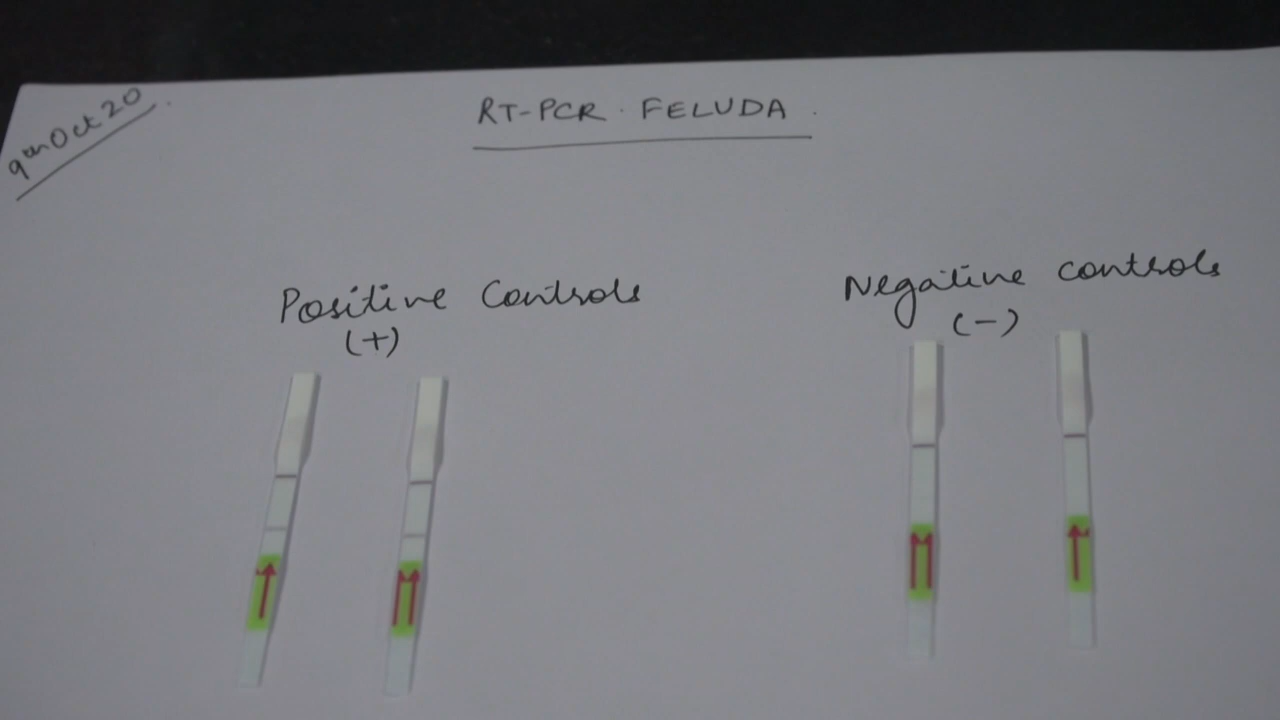 9th Oct 20
RT-PCR FELUDA
Positive Controls
(+)
Negative controls
(-)